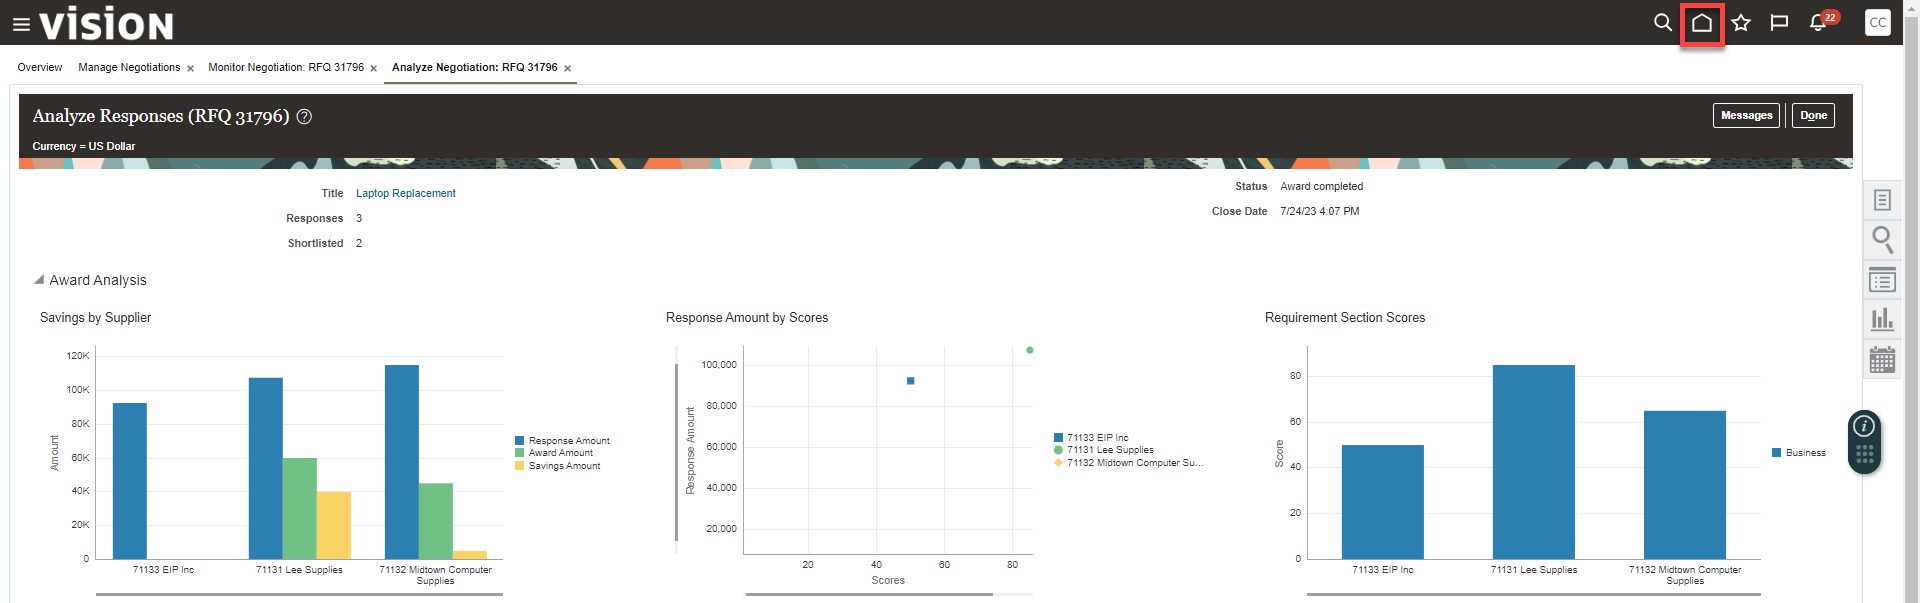 VISION
22
CC
Overview
Manage Negotiations ×
Monitor Negotiation: RFQ 31796 ×
Analyze Negotiation: RFQ 31796 ×
Analyze Responses (RFQ 31796) ?
Messages
Done
Currency = US Dollar
Title Laptop Replacement
Responses 3
Shortlisted 2
Status Award completed
Close Date 7/24/23 4:07 PM
Award Analysis
Savings by Supplier
120K
100K
80K
60K
40K
20K
0
Amount
71133 EIP Inc
71131 Lee Supplies
71132 Midtown Computer
Supplies
Response Amount
Award Amount
Savings Amount
Response Amount by Scores
100,000
80,000
60,000
40,000
20,000
Response Amount
20
40
60
80
Scores
71133 EIP Inc
71131 Lee Supplies
71132 Midtown Computer Su...
Requirement Section Scores
80
60
40
20
0
Score
71133 EIP Inc
71131 Lee Supplies
71132 Midtown Computer
Supplies
Business
i